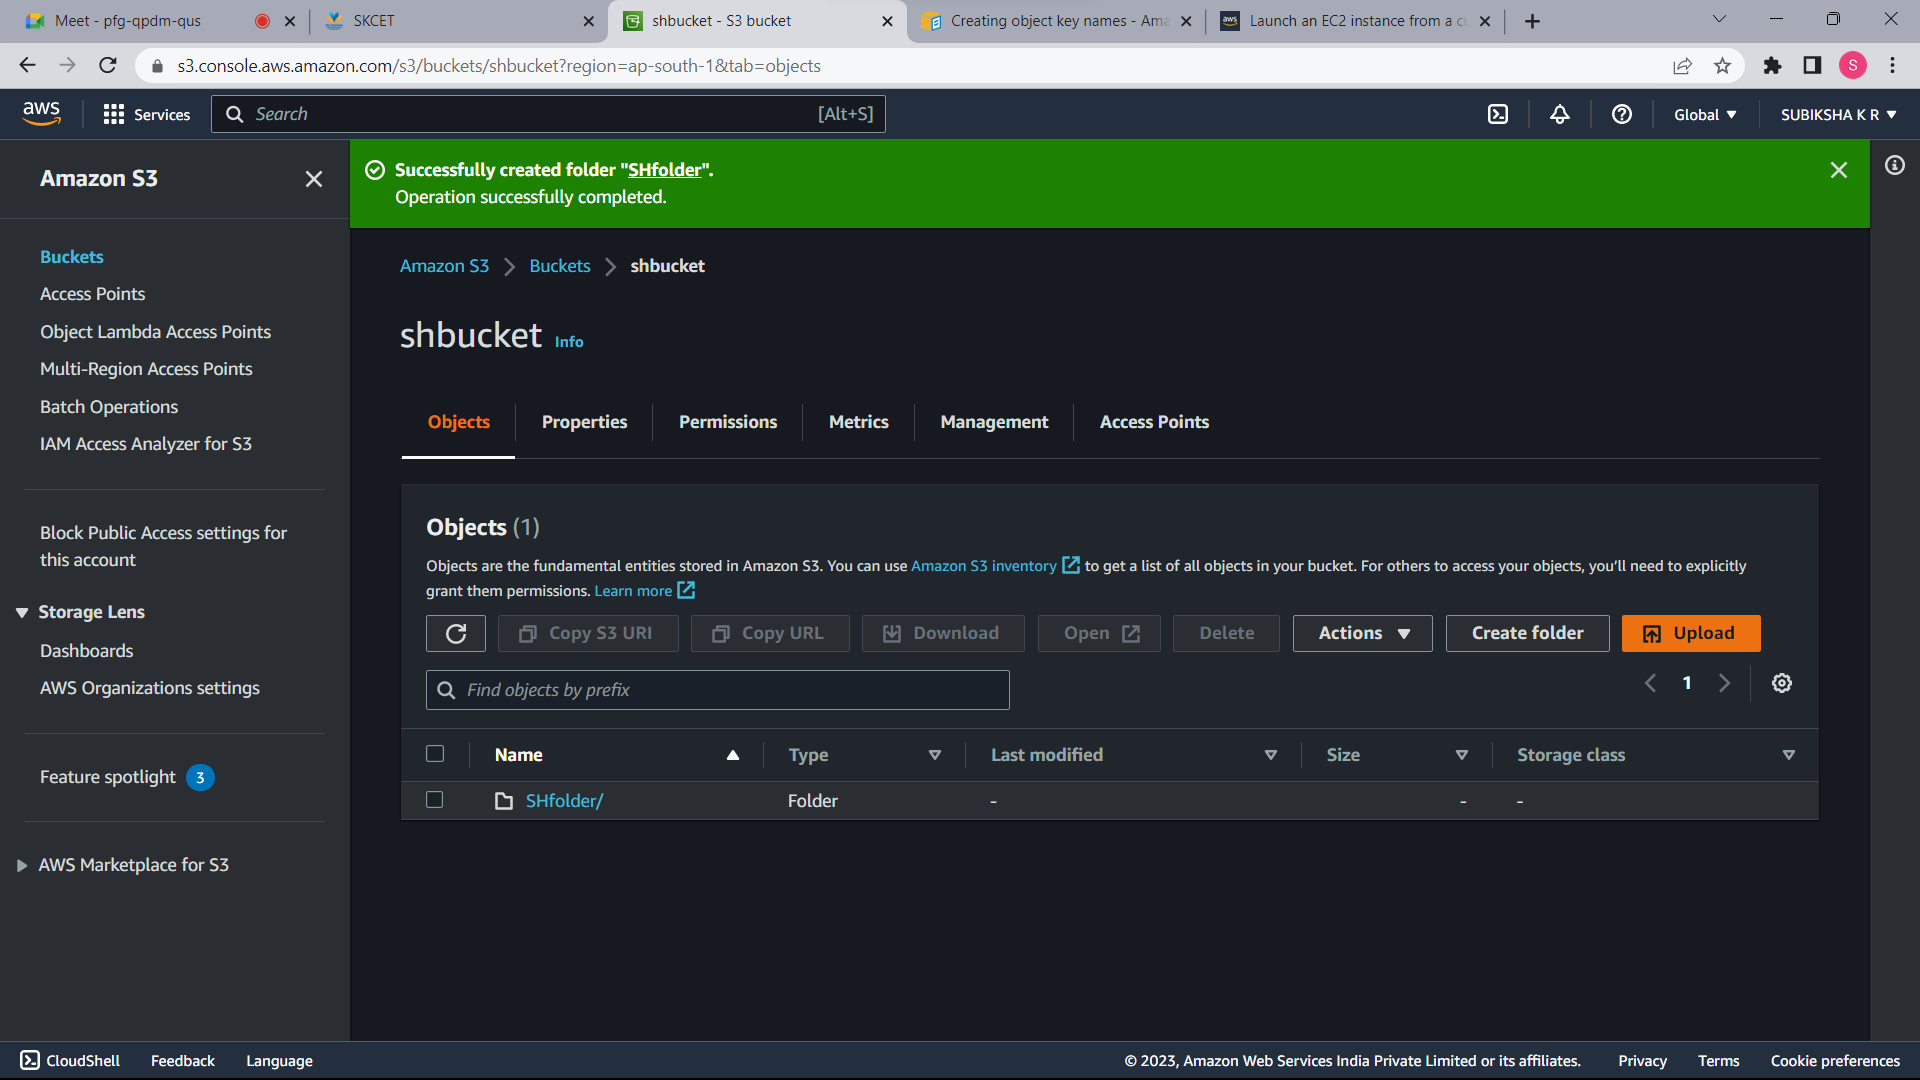 Meet - pfg-qpdm-qus
SKCET
shbucket - S3 bucket
Creating object key names - Ama
Launch an EC2 instance from a cu
s3.console.aws.amazon.com/s3/buckets/shbucket?region=ap-south-1&tab=objects
S
aws
Services
Search
[Alt+S]
Global
SUBIKSHA K R
Amazon S3
Buckets
Access Points
Object Lambda Access Points
Multi-Region Access Points
Batch Operations
IAM Access Analyzer for S3
Block Public Access settings for
this account
Storage Lens
Dashboards
AWS Organizations settings
Feature spotlight 3
AWS Marketplace for S3
Successfully created folder "SHfolder".
Operation successfully completed.
Amazon S3 > Buckets > shbucket
shbucket Info
Objects
Properties
Permissions
Metrics
Management
Access Points
Objects (1)
Objects are the fundamental entities stored in Amazon S3. You can use Amazon S3 inventory to get a list of all objects in your bucket. For others to access your objects, you'll need to explicitly
grant them permissions. Learn more
Copy S3 URI
Copy URL
Download
Open
Delete
Actions
Create folder
Upload
Find objects by prefix
1
Name
Type
Last modified
Size
Storage class
SHfolder/
Folder
-
-
-
CloudShell
Feedback
Language
© 2023, Amazon Web Services India Private Limited or its affiliates.
Privacy
Terms
Cookie preferences